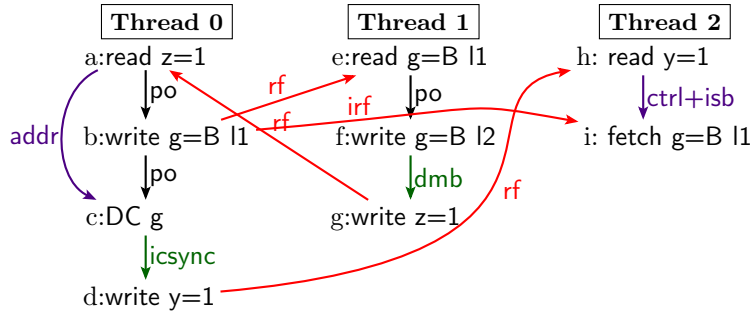 Thread 0 Thread 1 Thread 2
a:read z=1 e:read g=B l1 h: read y=1
po rf po ctrl+isb
addr rf irf
b:write g=B l1 f:write g=B l2 i: fetch g=B l1
po dmb rf
c:DC g g:write z=1
icsync
d:write y=1